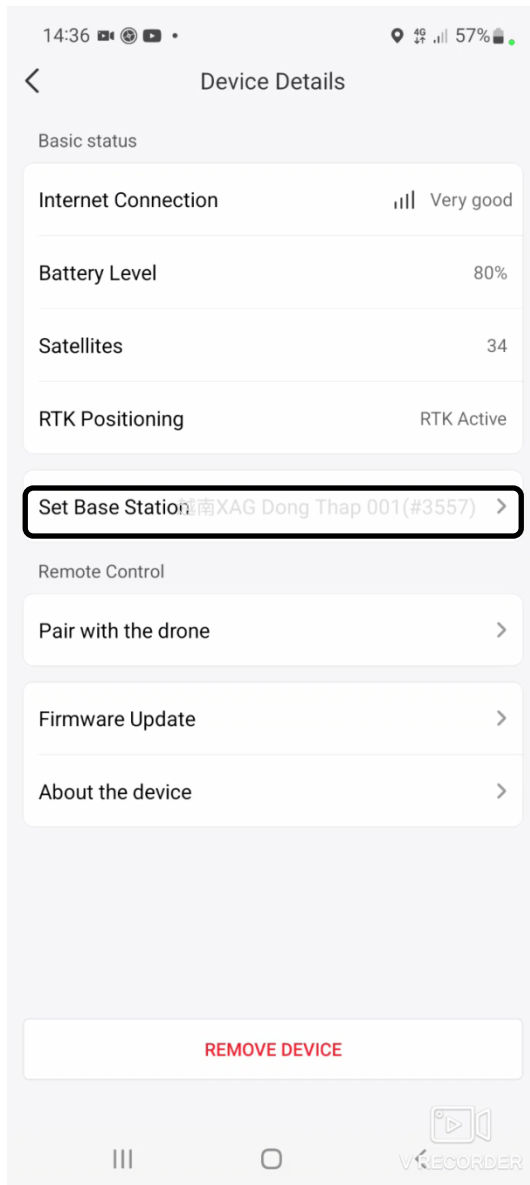 14:36 4G 57%
Device Details
Basic status
Internet Connection Very good
Battery Level 80%
Satellites 34
RTK Positioning RTK Active
Set Base Station 越南XAG Dong Thap 001(#3557)
Remote Control
Pair with the drone
Firmware Update
About the device
REMOVE DEVICE
V RECORDER